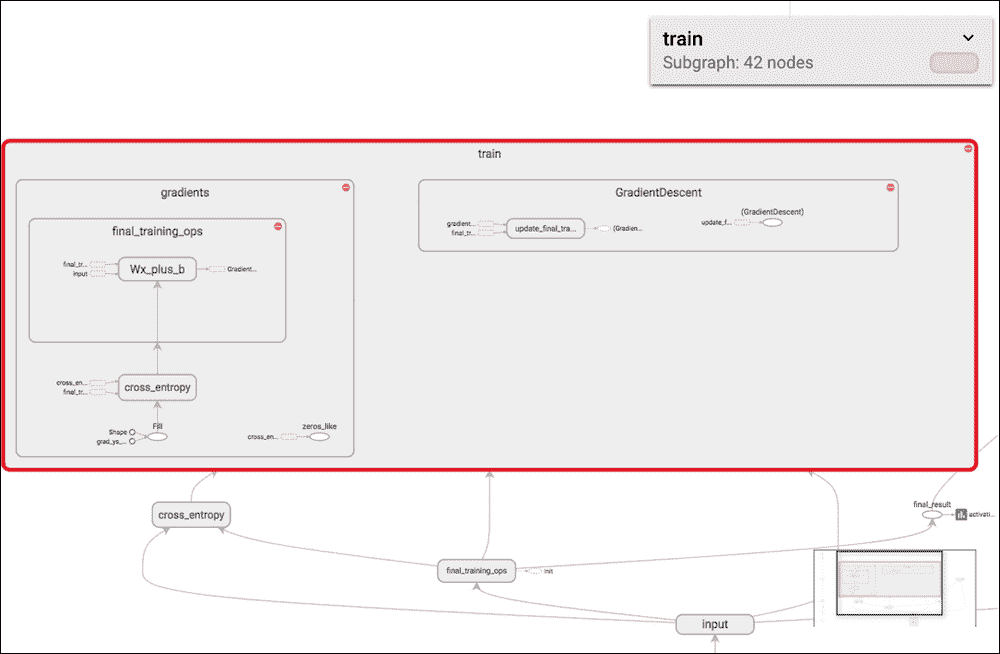 train
Subgraph: 42 nodes
train
gradients
GradientDescent
final_training_ops
(GradientDescent)
gradient...
final_tr...
update_final_tra...
(Gradien...
update_f...
final_tr...
input
Wx_plus_b
Gradient...
cross_en...
final_tr...
cross_entropy
Fill
Shape
grad_ys_...
zeros_like
cross_en...
cross_entropy
final_result
activati...
final_training_ops
init
input